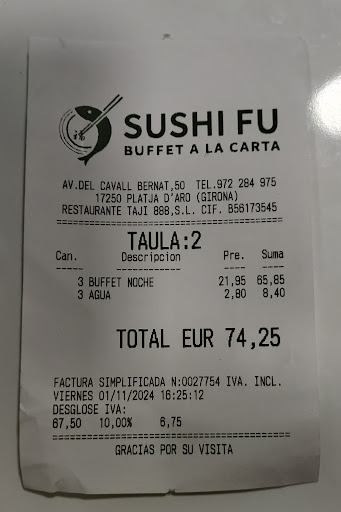 福
SUSHI FU
BUFFET A LA CARTA
AV.DEL CAVALL BERNAT,50 TEL.972 284 975
17250 PLATJA D'ARO (GIRONA)
RESTAURANTE TAJI 888,S.L. CIF. B56173545
TAULA:2
Can. Descripcion Pre. Suma
3 BUFFET NOCHE 21,95 65,85
3 AGUA 2,80 8,40
TOTAL EUR 74,25
FACTURA SIMPLIFICADA N:0027754 IVA. INCL.
VIERNES 01/11/2024 16:25:12
DESGLOSE IVA:
67,50 10,00% 6,75
GRACIAS POR SU VISITA